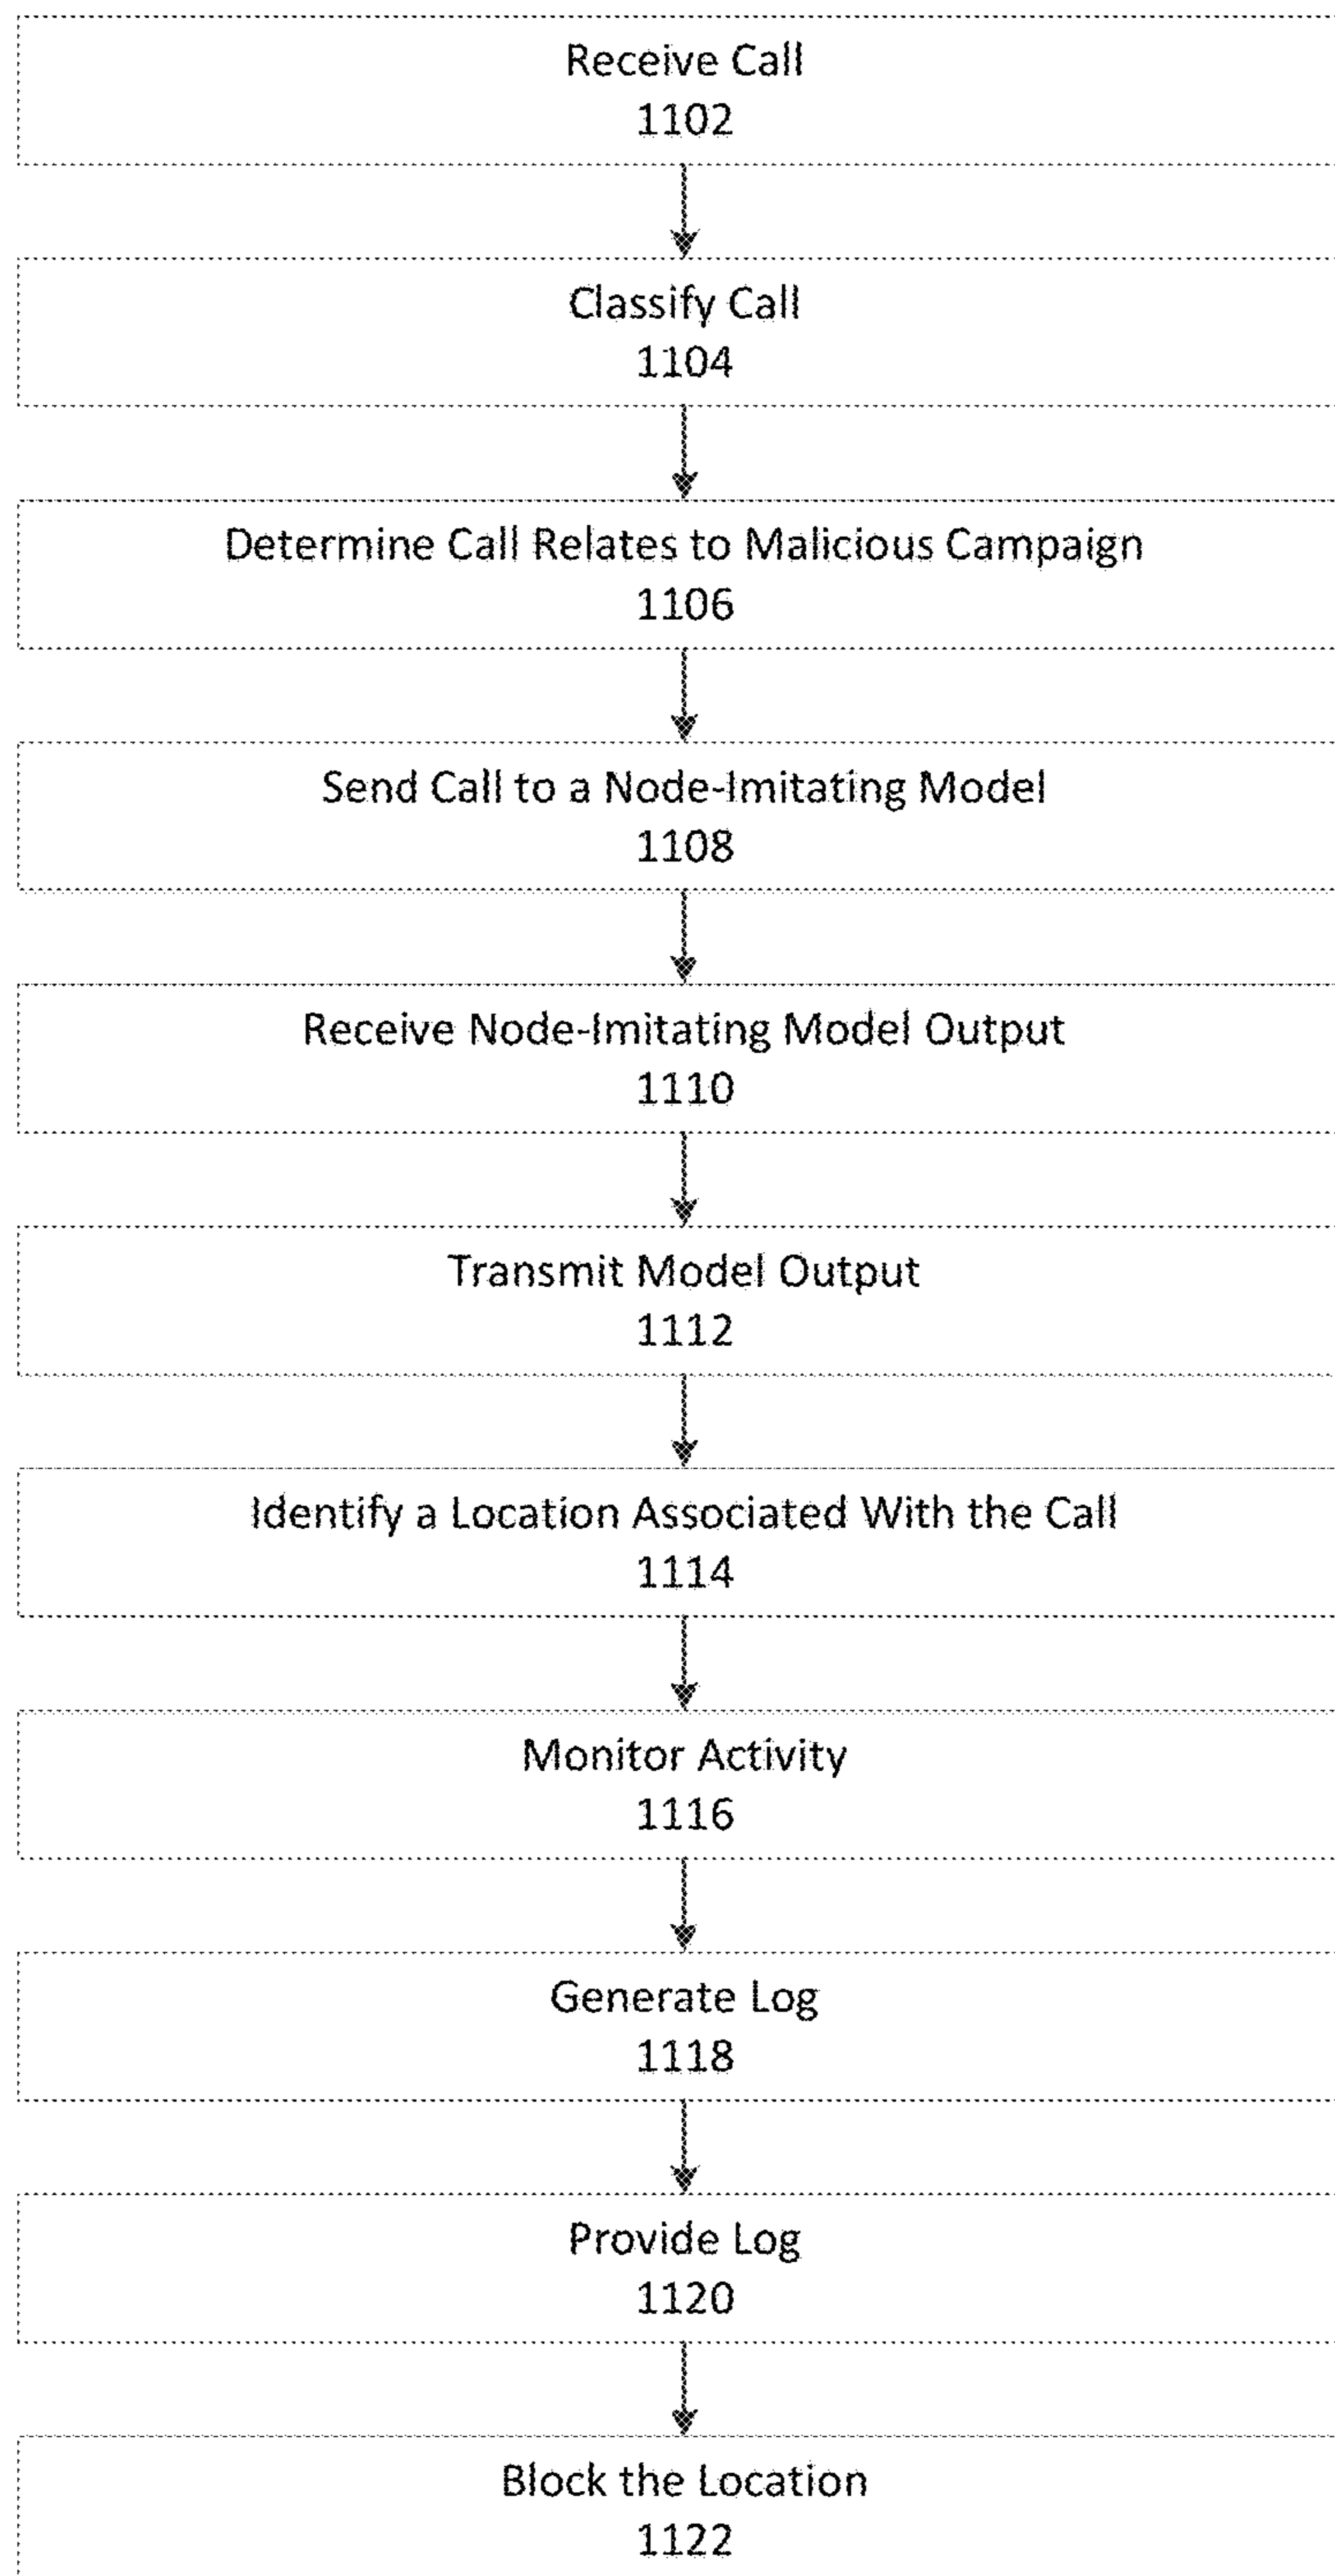 Receive Call
1102
Classify Call
1104
Determine Call Relates to Malicious Campaign
1106
Send Call to a Node-Imitating Model
1108
Receive Node-Imitating Model Output
1110
Transmit Model Output
1112
Identify a Location Associated With the Call
1114
Monitor Activity
1116
Generate Log
1118
Provide Log
1120
Block the Location
1122